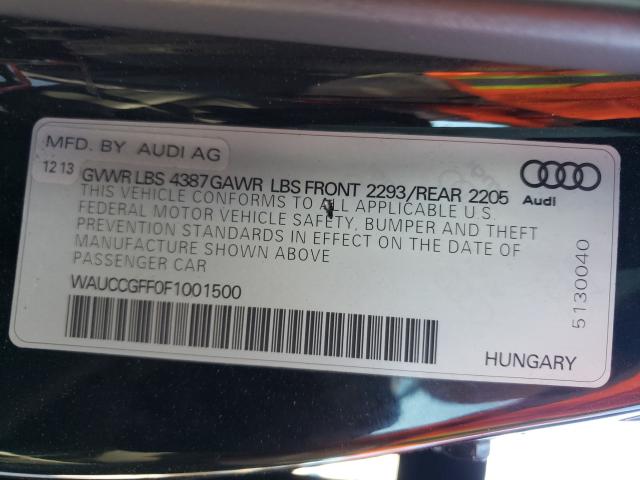 MFD. BY AUDI AG
12 13
GVWR LBS 4387 GAWR LBS FRONT 2293/REAR 2205
THIS VEHICLE CONFORMS TO ALL APPLICABLE U.S.
FEDERAL MOTOR VEHICLE SAFETY, BUMPER AND THEFT
PREVENTION STANDARDS IN EFFECT ON THE DATE OF
MANUFACTURE SHOWN ABOVE
PASSENGER CAR
WAUCCGFF0F1001500
Audi
5130040
HUNGARY